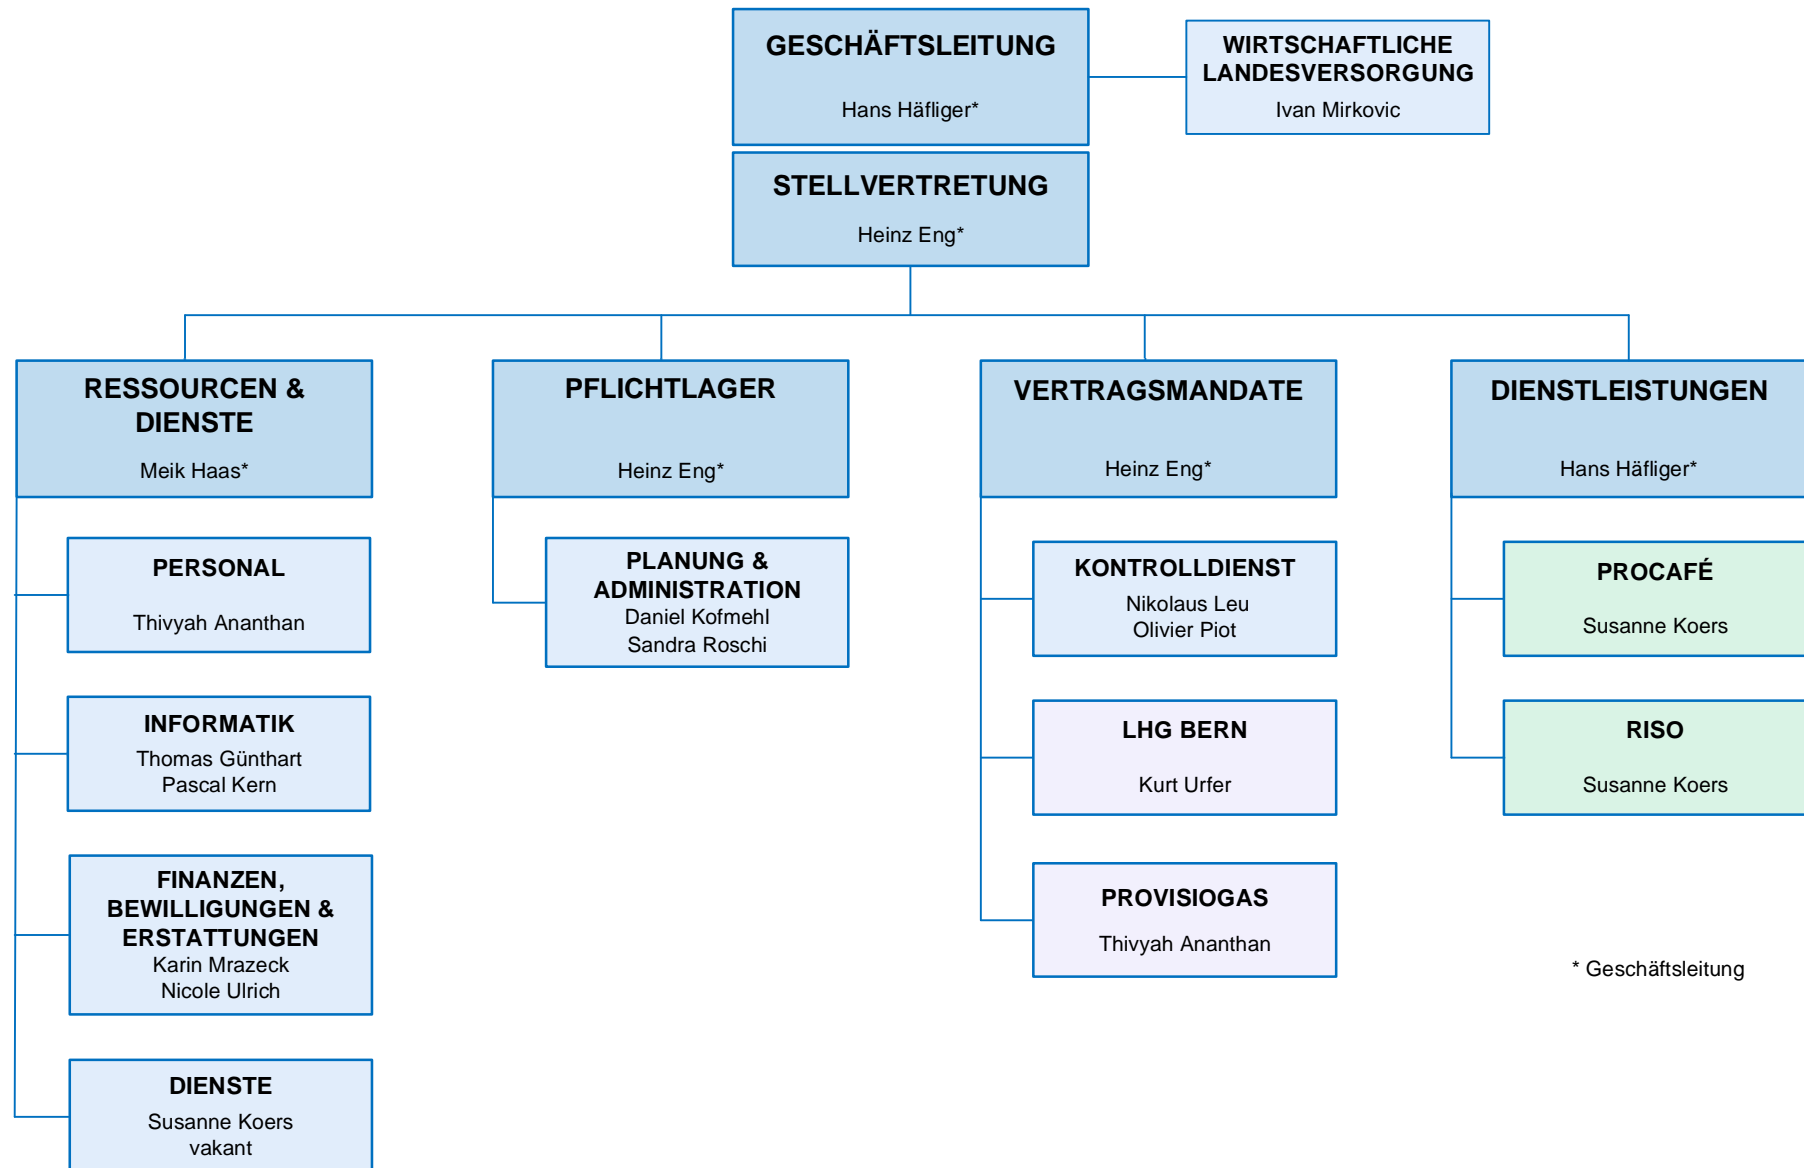 GESCHÄFTSLEITUNG
Hans Häfliger*
WIRTSCHAFTLICHE
LANDESVERSORGUNG
Ivan Mirkovic
STELLVERTRETUNG
Heinz Eng*
RESSOURCEN &
DIENSTE
Meik Haas*
PERSONAL
Thivyah Ananthan
INFORMATIK
Thomas Günthart
Pascal Kern
FINANZEN,
BEWILLIGUNGEN &
ERSTATTUNGEN
Karin Mrazeck
Nicole Ulrich
DIENSTE
Susanne Koers
vakant
PFLICHTLAGER
Heinz Eng*
PLANUNG &
ADMINISTRATION
Daniel Kofmehl
Sandra Roschi
VERTRAGSMANDATE
Heinz Eng*
KONTROLLDIENST
Nikolaus Leu
Olivier Piot
LHG BERN
Kurt Urfer
PROVISIOGAS
Thivyah Ananthan
DIENSTLEISTUNGEN
Hans Häfliger*
PROCAFÉ
Susanne Koers
RISO
Susanne Koers
* Geschäftsleitung